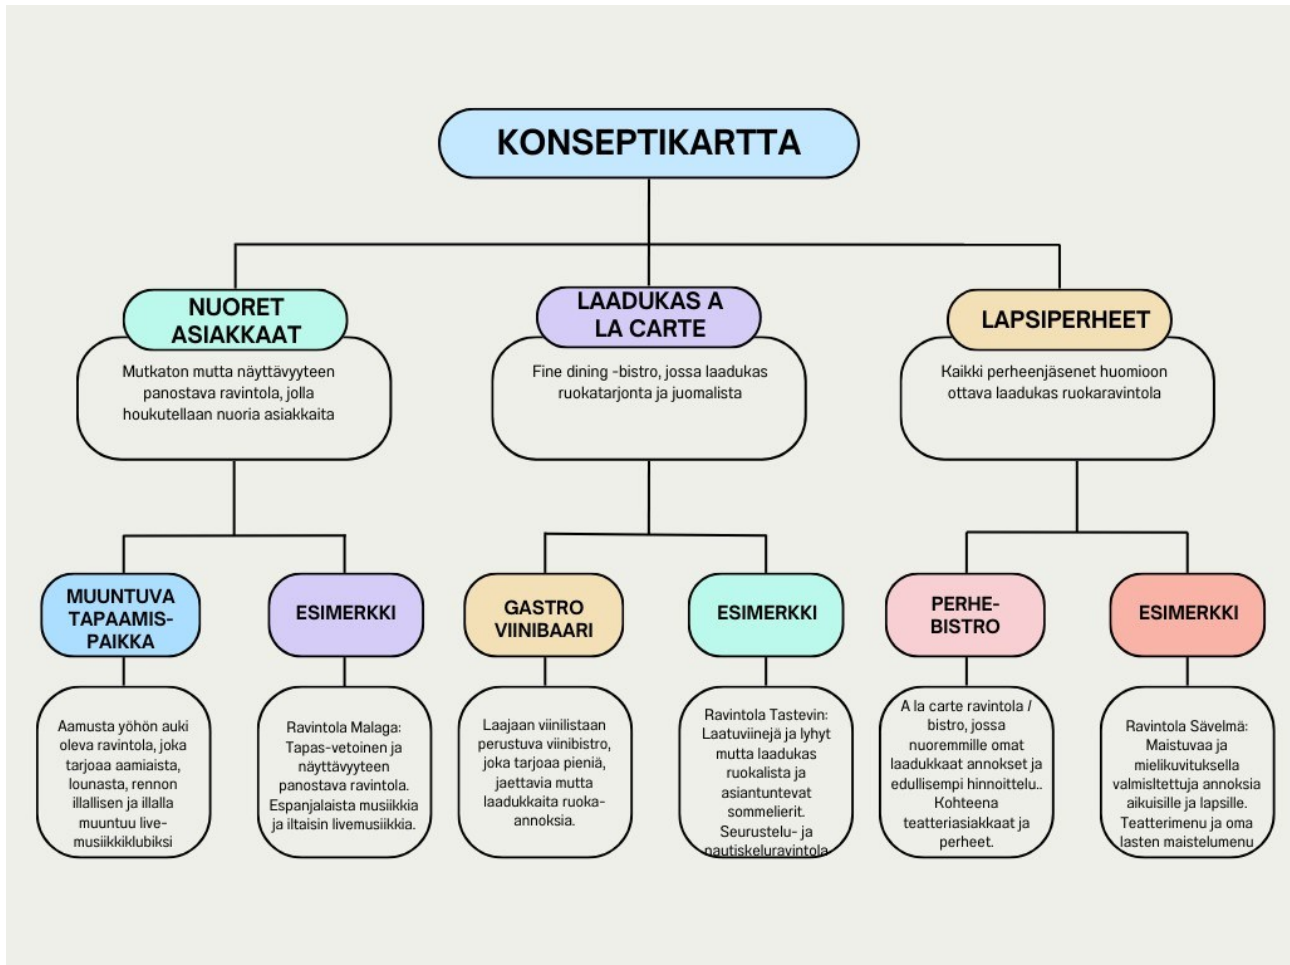 KONSEPTIKARTTA
NUORET
ASIAKKAAT
Mutkaton mutta näyttävyyteen
panostava ravintola, jolla
houkutellaan nuoria asiakkaita
LAADUKAS A
LA CARTE
Fine dining -bistro, jossa laadukas
ruokatarjonta ja juomalista
LAPSIPERHEET
Kaikki perheenjäsenet huomioon
ottava laadukas ruokaravintola
MUUNTUVA
TAPAAMIS-
PAIKKA
Aamusta yöhön auki
oleva ravintola, joka
tarjoaa aamiaista,
lounasta, rennon
illallisen ja illalla
muuntuu live-
musiikkiklubiksi
ESIMERKKI
Ravintola Malaga:
Tapas-vetoinen ja
näyttävyyteen
panostava ravintola.
Espanjalaista musiikkia
ja iltaisin livemusiikkia.
GASTRO
VIINIBAARI
Laajaan viinilistaan
perustuva viinibistro,
joka tarjoaa pieniä,
jaettavia mutta
laadukkaita ruoka-
annoksia.
ESIMERKKI
Ravintola Tastevin:
Laatuviinejä ja lyhyt
mutta laadukas
ruokalista ja
asiantuntevat
sommelierit.
Seurustelu- ja
nautiskeluravintola
PERHE-
BISTRO
A la carte ravintola /
bistro, jossa
nuoremmille omat
laadukkaat annokset ja
edullisempi hinnoittelu..
Kohteena
teatteriasiakkaat ja
perheet.
ESIMERKKI
Ravintola Sävelmä:
Maistuvaa ja
mielikuvituksella
valmisltettuja annoksia
aikuisille ja lapsille.
Teatterimenu ja oma
lasten maistelumenu